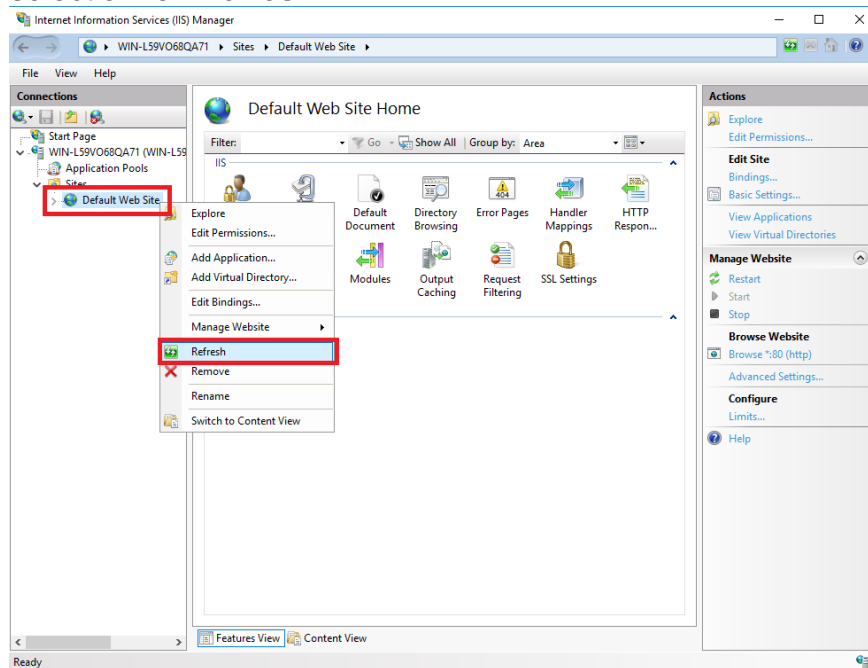 Internet Information Services (IIS) Manager
WIN-L59VO68QA71 ▸ Sites ▸ Default Web Site ▸
File View Help
Connections
Start Page
WIN-L59VO68QA71 (WIN-L59
Application Pools
Sites
Default Web Site
Explore
Edit Permissions...
Add Application...
Add Virtual Directory...
Edit Bindings...
Manage Website
Refresh
Remove
Rename
Switch to Content View
Default Web Site Home
Filter: Go Show All Group by: Area
IIS
Default Document
Directory Browsing
Error Pages
404
Handler Mappings
HTTP Respon...
Modules
Output Caching
Request Filtering
SSL Settings
Features View Content View
Actions
Explore
Edit Permissions...
Edit Site
Bindings...
Basic Settings...
View Applications
View Virtual Directories
Manage Website
Restart
Start
Stop
Browse Website
Browse *:80 (http)
Advanced Settings...
Configure
Limits...
Help
Ready